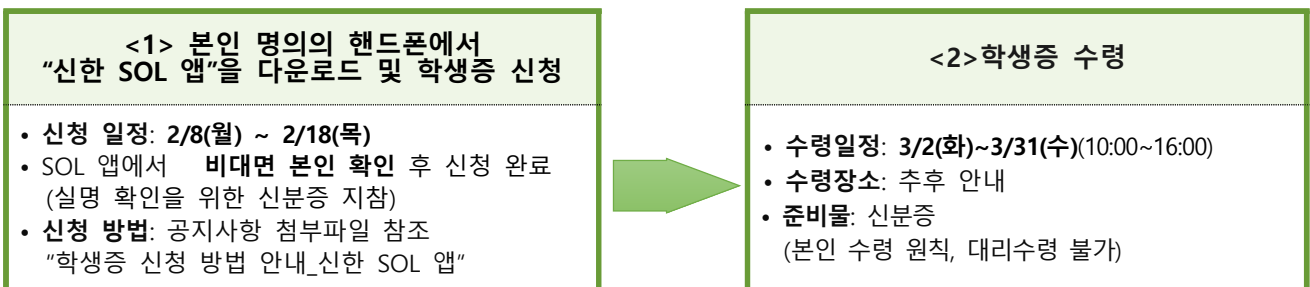 <1> 본인 명의의 핸드폰에서
“신한 SOL 앱”을 다운로드 및 학생증 신청
• 신청 일정: 2/8(월) ~ 2/18(목)
• SOL 앱에서 비대면 본인 확인 후 신청 완료
(실명 확인을 위한 신분증 지참)
• 신청 방법: 공지사항 첨부파일 참조
“학생증 신청 방법 안내_신한 SOL 앱”
<2>학생증 수령
• 수령일정: 3/2(화)~3/31(수)(10:00~16:00)
• 수령장소: 추후 안내
• 준비물: 신분증
(본인 수령 원칙, 대리수령 불가)